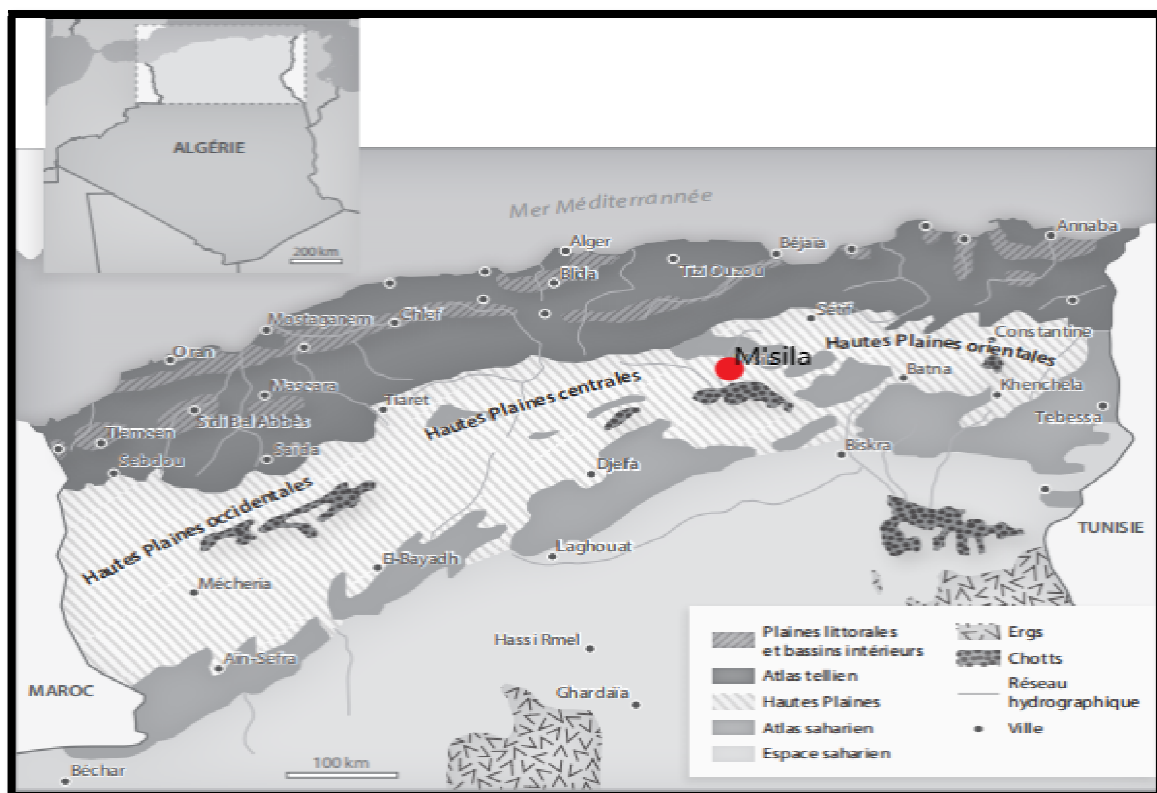 ALGÉRIE
200 km
Mer Méditerrannée
Alger
Béjaïa
Annaba
Blida
Tizi Ouzou
Mostaganem
Chlef
Sétif
Constantine
Oran
M'sila
Hautes Plaines orientales
Batna
Mascara
Tiaret
Hautes Plaines centrales
Khenchela
Tebessa
Sidi Bel Abbès
Tlemcen
Saïda
Sebdou
Biskra
Djelfa
Hautes Plaines occidentales
TUNISIE
Laghouat
El-Bayadh
Mécheria
Hassi Rmel
Aïn-Sefra
MAROC
Ghardaïa
Béchar
100 km
Plaines littorales
et bassins intérieurs
Atlas tellien
Hautes Plaines
Atlas saharien
Espace saharien
Ergs
Chotts
Réseau
hydrographique
Ville